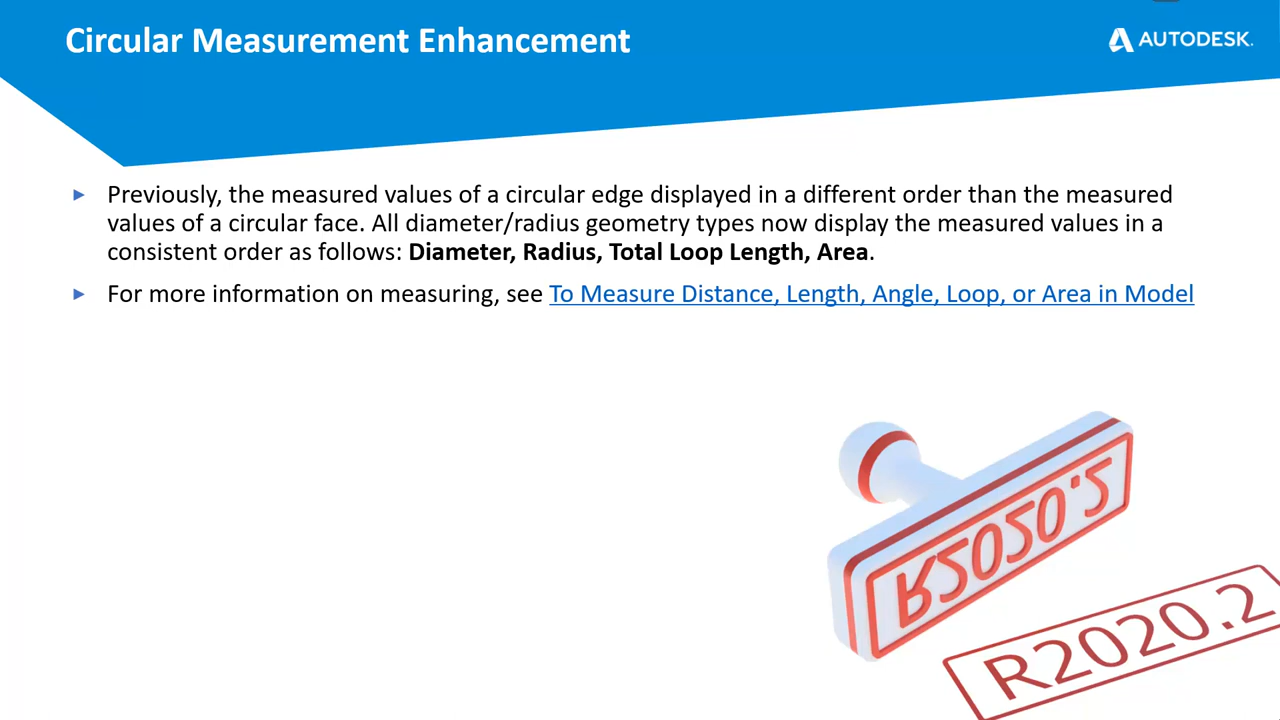 Circular Measurement Enhancement
AUTODESK.
Previously, the measured values of a circular edge displayed in a different order than the measured
values of a circular face. All diameter/radius geometry types now display the measured values in a
consistent order as follows: Diameter, Radius, Total Loop Length, Area.
For more information on measuring, see To Measure Distance, Length, Angle, Loop, or Area in Model
R2020.2
R2020.2